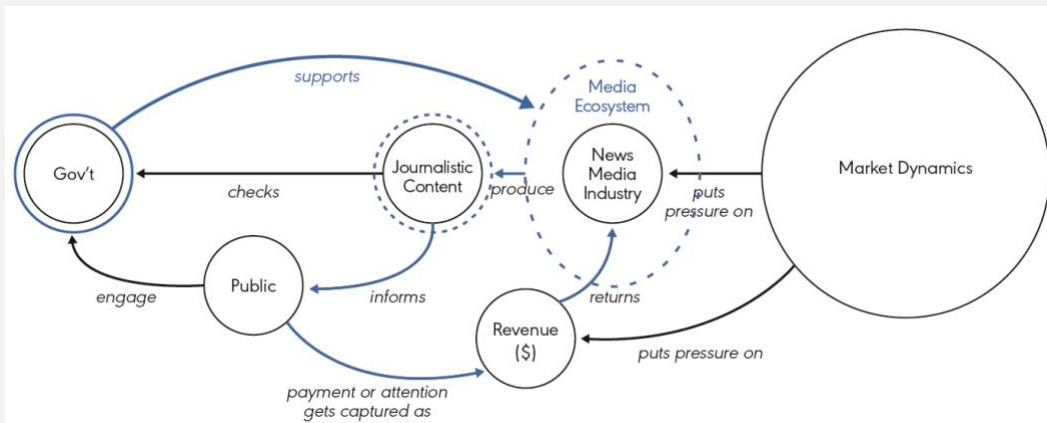 supports
Media
Ecosystem
Gov't
checks
Journalistic
Content
produce
News
Media
Industry
puts
pressure on
Market Dynamics
engage
Public
informs
Revenue
($)
returns
puts pressure on
payment or attention
gets captured as